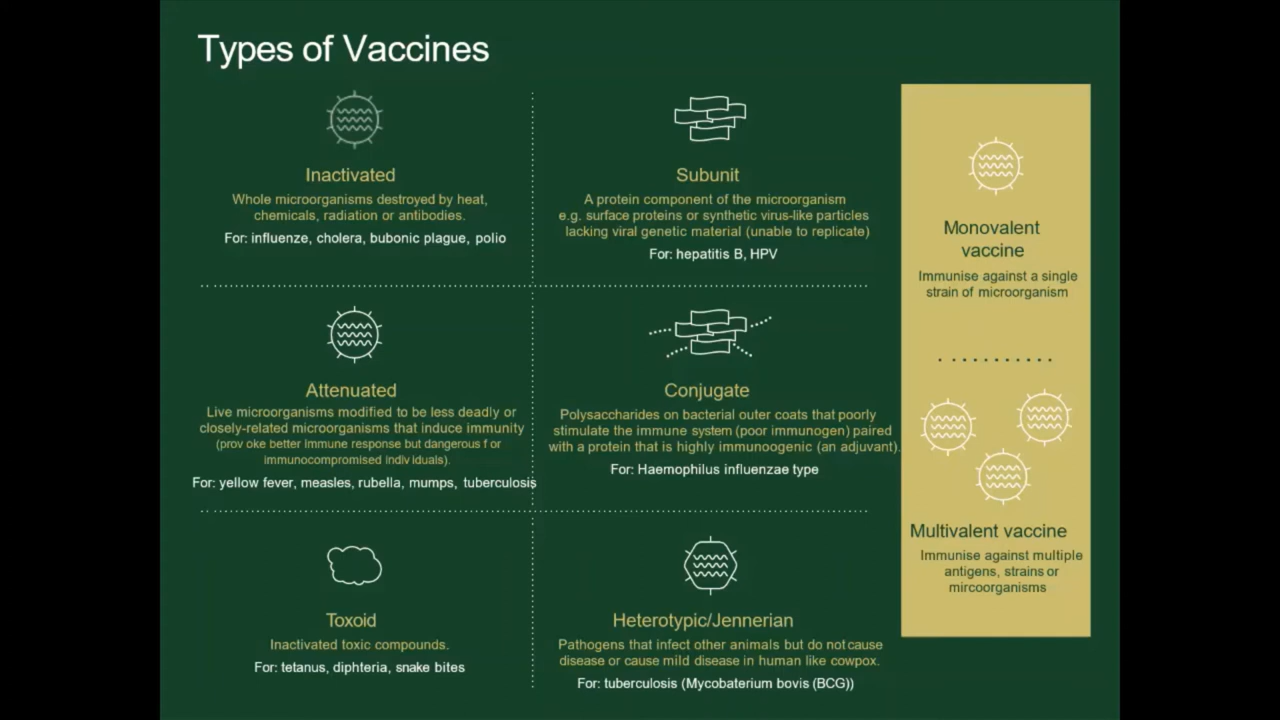 Types of Vaccines
Inactivated
Whole microorganisms destroyed by heat,
chemicals, radiation or antibodies.
For: influenze, cholera, bubonic plague, polio
Subunit
A protein component of the microorganism
e.g. surface proteins or synthetic virus-like particles
lacking viral genetic material (unable to replicate)
For: hepatitis B, HPV
Attenuated
Live microorganisms modified to be less deadly or
closely-related microorganisms that induce immunity
(prov oke better immune response but dangerous f or
immunocompromised indiv iduals).
For: yellow fever, measles, rubella, mumps, tuberculosis
Conjugate
Polysaccharides on bacterial outer coats that poorly
stimulate the immune system (poor immunogen) paired
with a protein that is highly immunoogenic (an adjuvant).
For: Haemophilus influenzae type
Toxoid
Inactivated toxic compounds.
For: tetanus, diphteria, snake bites
Heterotypic/Jennerian
Pathogens that infect other animals but do not cause
disease or cause mild disease in human like cowpox.
For: tuberculosis (Mycobaterium bovis (BCG))
Monovalent
vaccine
Immunise against a single
strain of microorganism
Multivalent vaccine
Immunise against multiple
antigens, strains or
mircoorganisms